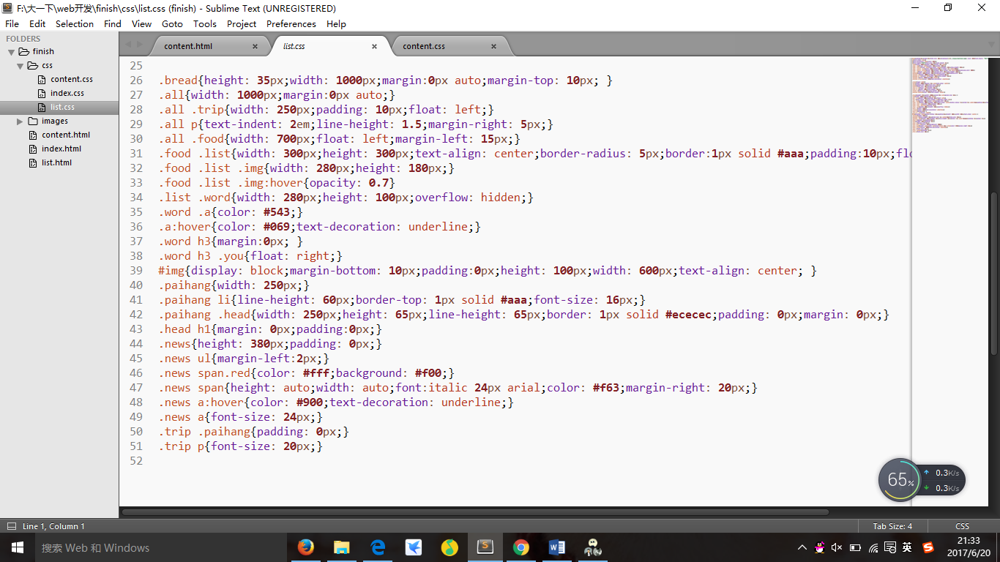 F:\大一下\web开发\finish\css\list.css (finish) - Sublime Text (UNREGISTERED)
File Edit Selection Find View Goto Tools Project Preferences Help
FOLDERS
finish
css
content.css
index.css
list.css
images
content.html
index.html
list.html
content.html × list.css × content.css ×
25
26 .bread{height: 35px;width: 1000px;margin:0px auto;margin-top: 10px; }
27 .all{width: 1000px;margin:0px auto;}
28 .all .trip{width: 250px;padding: 10px;float: left;}
29 .all p{text-indent: 2em;line-height: 1.5;margin-right: 5px;}
30 .all .food{width: 700px;float: left;margin-left: 15px;}
31 .food .list{width: 300px;height: 300px;text-align: center;border-radius: 5px;border:1px solid #aaa;padding:10px;flo
32 .food .list .img{width: 280px;height: 180px;}
33 .food .list .img:hover{opacity: 0.7}
34 .list .word{width: 280px;height: 100px;overflow: hidden;}
35 .word .a{color: #543;}
36 .a:hover{color: #069;text-decoration: underline;}
37 .word h3{margin:0px; }
38 .word h3 .you{float: right;}
39 #img{display: block;margin-bottom: 10px;padding:0px;height: 100px;width: 600px;text-align: center; }
40 .paihang{width: 250px;}
41 .paihang li{line-height: 60px;border-top: 1px solid #aaa;font-size: 16px;}
42 .paihang .head{width: 250px;height: 65px;line-height: 65px;border: 1px solid #ececec;padding: 0px;margin: 0px;}
43 .head h1{margin: 0px;padding:0px;}
44 .news{height: 380px;padding: 0px;}
45 .news ul{margin-left:2px;}
46 .news span.red{color: #fff;background: #f00;}
47 .news span{height: auto;width: auto;font:italic 24px arial;color: #f63;margin-right: 20px;}
48 .news a:hover{color: #900;text-decoration: underline;}
49 .news a{font-size: 24px;}
50 .trip .paihang{padding: 0px;}
51 .trip p{font-size: 20px;}
52
65% 0.3K/s
0.3K/s
Line 1, Column 1 Tab Size: 4 CSS
搜索 Web 和 Windows
英
21:33
2017/6/20